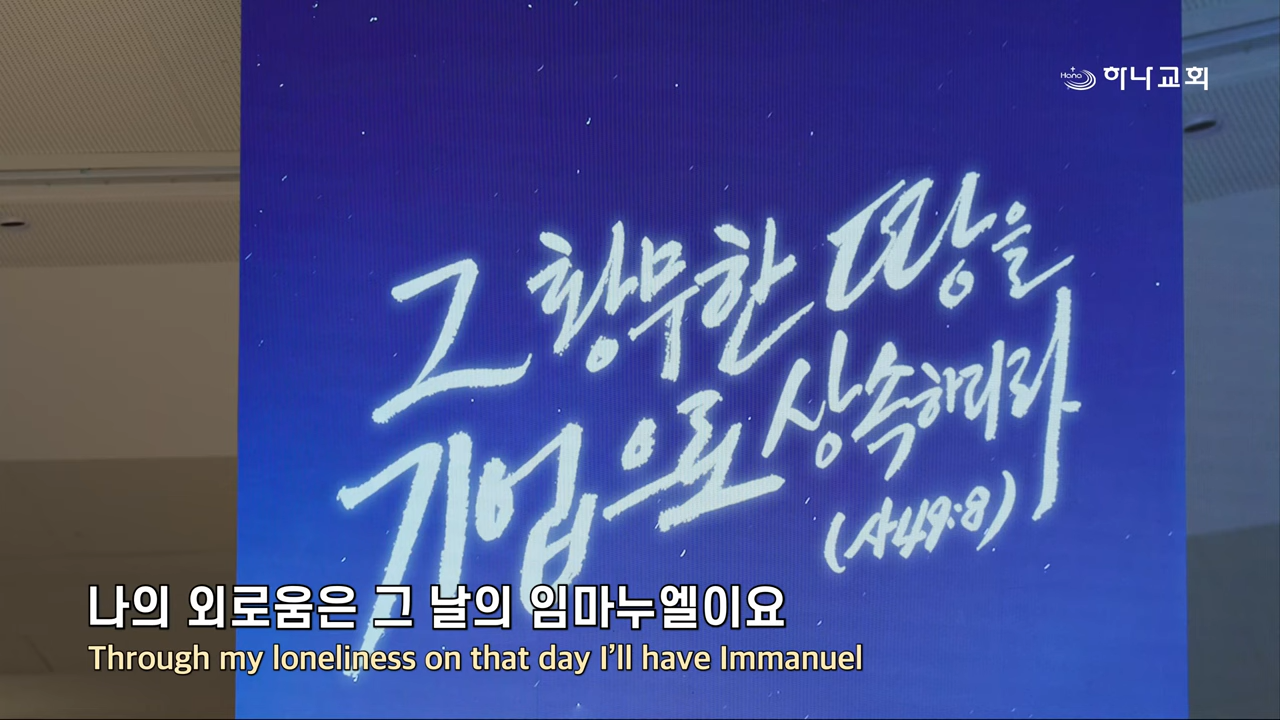 Hana 하나교회
그 황무한 땅을
기업으로 상속하리라
(사49:8)
나의 외로움은 그 날의 임마누엘이요
Through my loneliness on that day I'll have Immanuel